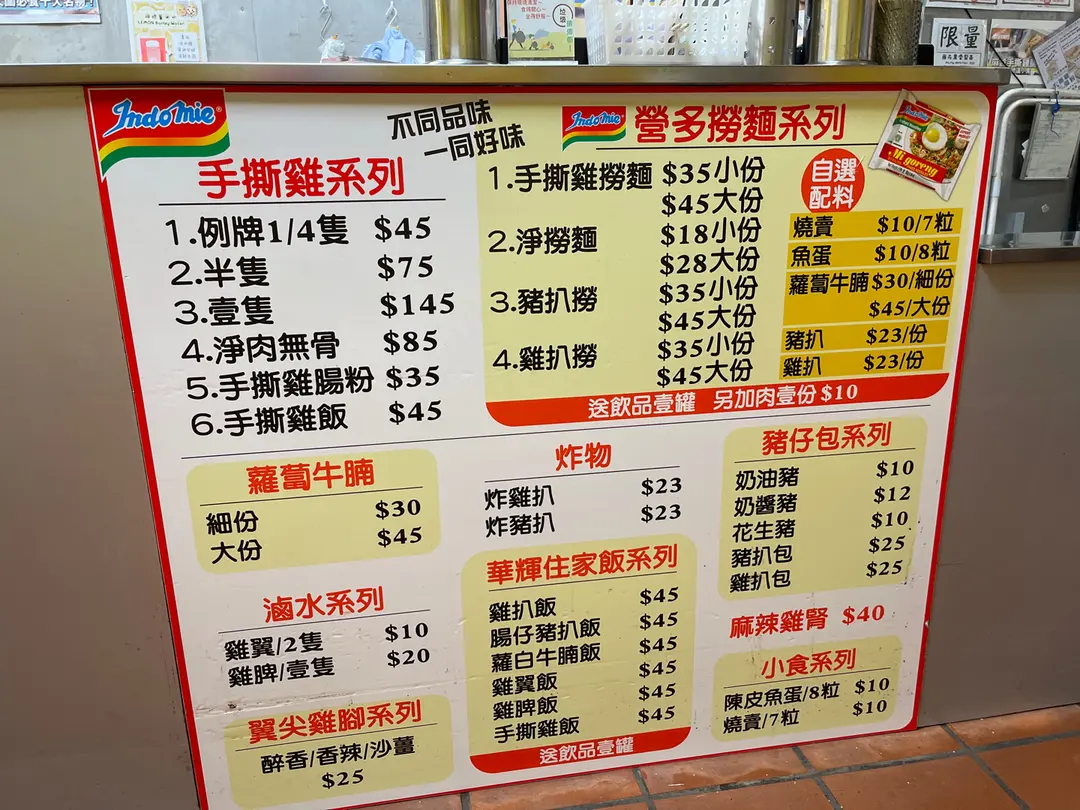 LEMON Barley Water
限量
Indomie
不同品味
一同好味
手撕雞系列
1.例牌1/4隻 $45
2.半隻 $75
3.壹隻 $145
4.淨肉無骨 $85
5.手撕雞腸粉 $35
6.手撕雞飯 $45
Indomie 營多撈麵系列
Mi goreng
1.手撕雞撈麵 $35小份
$45大份
2.淨撈麵 $18小份
$28大份
3.豬扒撈 $35小份
$45大份
4.雞扒撈 $35小份
$45大份
自選
配料
燒賣 $10/7粒
魚蛋 $10/8粒
蘿蔔牛腩 $30/細份
$45/大份
豬扒 $23/份
雞扒 $23/份
送飲品壹罐 另加肉壹份$10
蘿蔔牛腩
細份 $30
大份 $45
炸物
炸雞扒 $23
炸豬扒 $23
豬仔包系列
奶油豬 $10
奶醬豬 $12
花生豬 $10
豬扒包 $25
雞扒包 $25
滷水系列
雞翼/2隻 $10
雞脾/壹隻 $20
華輝住家飯系列
雞扒飯 $45
腸仔豬扒飯 $45
蘿白牛腩飯 $45
雞翼飯 $45
雞脾飯 $45
手撕雞飯 $45
送飲品壹罐
麻辣雞腎 $40
小食系列
陳皮魚蛋/8粒 $10
燒賣/7粒 $10
翼尖雞腳系列
醉香/香辣/沙薑
$25